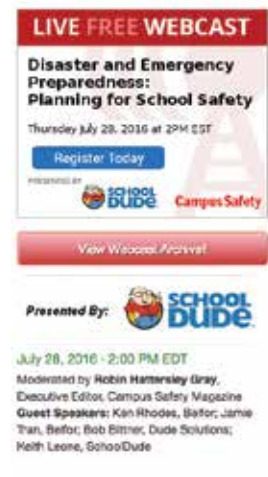 LIVE FREE WEBCAST
Disaster and Emergency
Preparedness:
Planning for School Safety
Thursday July 28, 2016 at 2PM EST
Register Today
PRESENTED BY
SCHOOL
DUDE
Campus Safety
View Webcast Archive!
Presented By:
SCHOOL
DUDE
July 28, 2016 - 2:00 PM EDT
Moderated by Robin Hattersley Gray,
Executive Editor, Campus Safety Magazine
Guest Speakers: Ken Rhodes, Belfor; Jamie
Tran, Belfor; Bob Bittner, Dude Solutions;
Keith Leone, SchoolDude